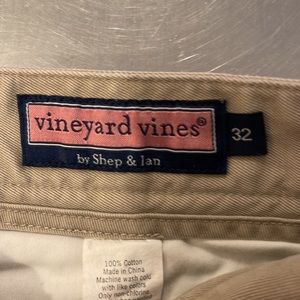 vineyard vines®
by Shep & Ian
32
100% Cotton
Made in China
Machine wash cold
with like colors
Only non-chlorine